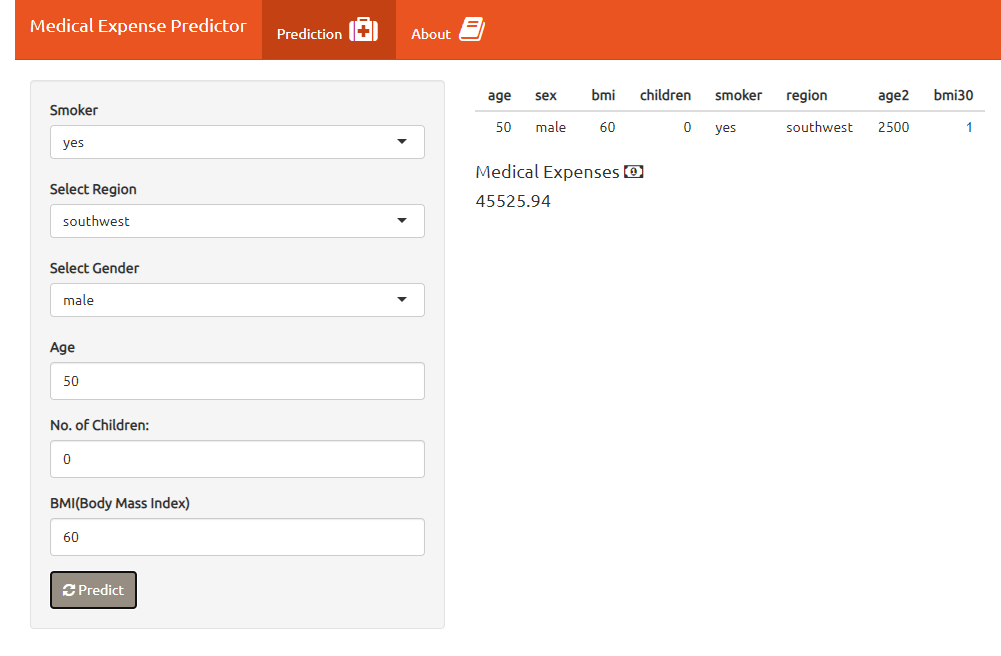 Medical Expense Predictor Prediction About
Smoker
yes
Select Region
southwest
Select Gender
male
Age
50
No. of Children:
0
BMI(Body Mass Index)
60
Predict
age sex bmi children smoker region age2 bmi30
50 male 60 0 yes southwest 2500 1
Medical Expenses
45525.94